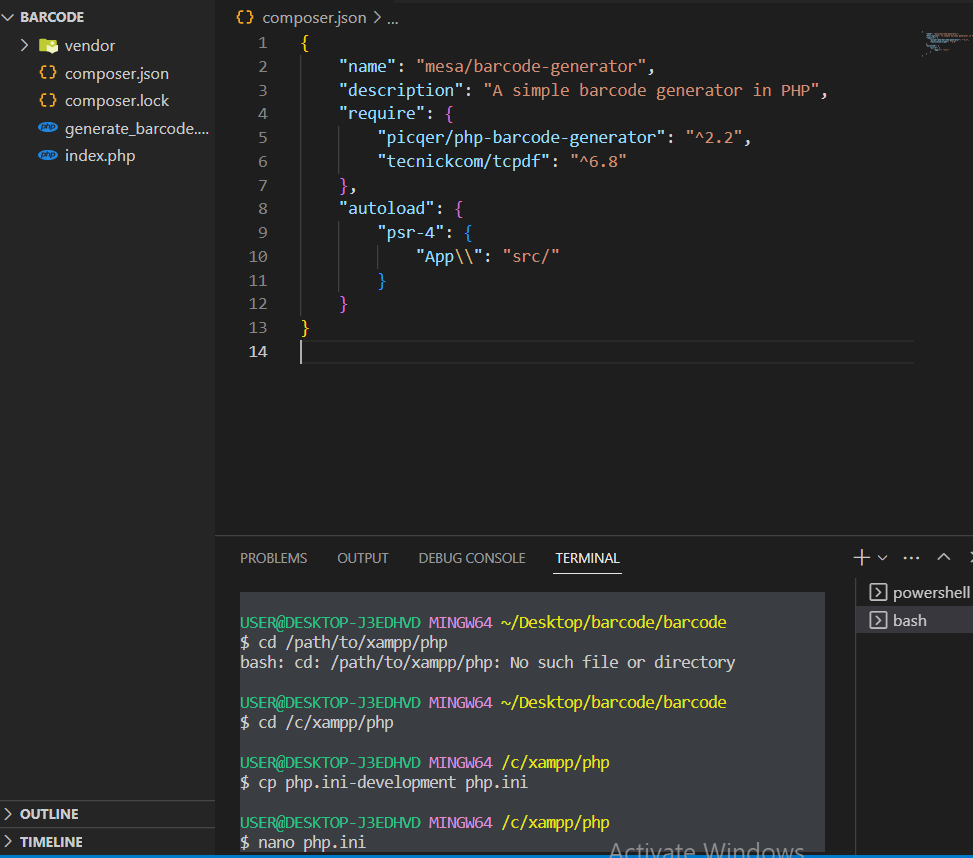 BARCODE
vendor
composer.json
composer.lock
generate_barcode....
index.php
OUTLINE
TIMELINE
composer.json > ...
1 {
2 "name": "mesa/barcode-generator",
3 "description": "A simple barcode generator in PHP",
4 "require": {
5 "picqer/php-barcode-generator": "^2.2",
6 "tecnickcom/tcpdf": "^6.8"
7 },
8 "autoload": {
9 "psr-4": {
10 "App\\": "src/"
11 }
12 }
13 }
14
PROBLEMS OUTPUT DEBUG CONSOLE TERMINAL
USER@DESKTOP-J3EDHVD MINGW64 ~/Desktop/barcode/barcode
$ cd /path/to/xampp/php
bash: cd: /path/to/xampp/php: No such file or directory
USER@DESKTOP-J3EDHVD MINGW64 ~/Desktop/barcode/barcode
$ cd /c/xampp/php
USER@DESKTOP-J3EDHVD MINGW64 /c/xampp/php
$ cp php.ini-development php.ini
USER@DESKTOP-J3EDHVD MINGW64 /c/xampp/php
$ nano php.ini
powershell
bash
Activate Windows